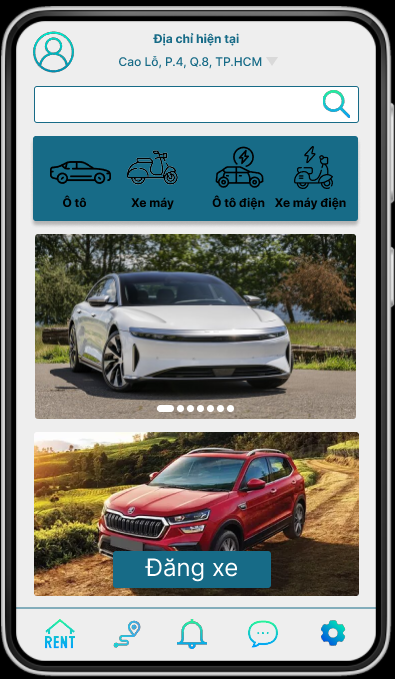 Địa chỉ hiện tại
Cao Lỗ, P.4, Q.8, TP.HCM
Ô tô
Xe máy
Ô tô điện
Xe máy điện
Đăng xe
RENT